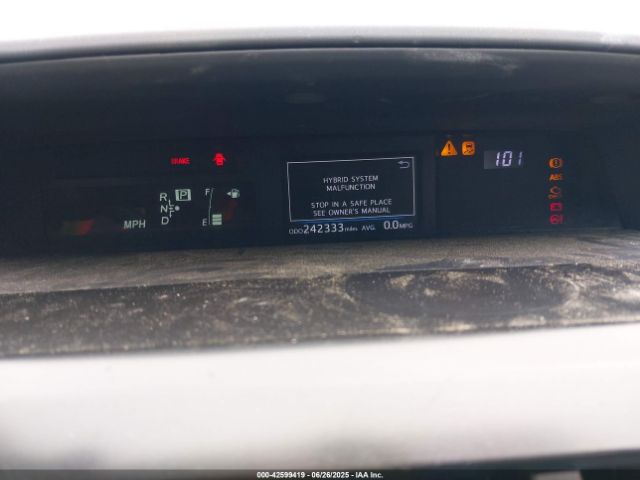 BRAKE
101
HYBRID SYSTEM
MALFUNCTION
STOP IN A SAFE PLACE
SEE OWNER'S MANUAL
ABS
R
N
D
P
F
E
MPH
ODO 242333 miles AVG. 0.0 MPG
000-42599419 | 06/26/2025 - IAA Inc.